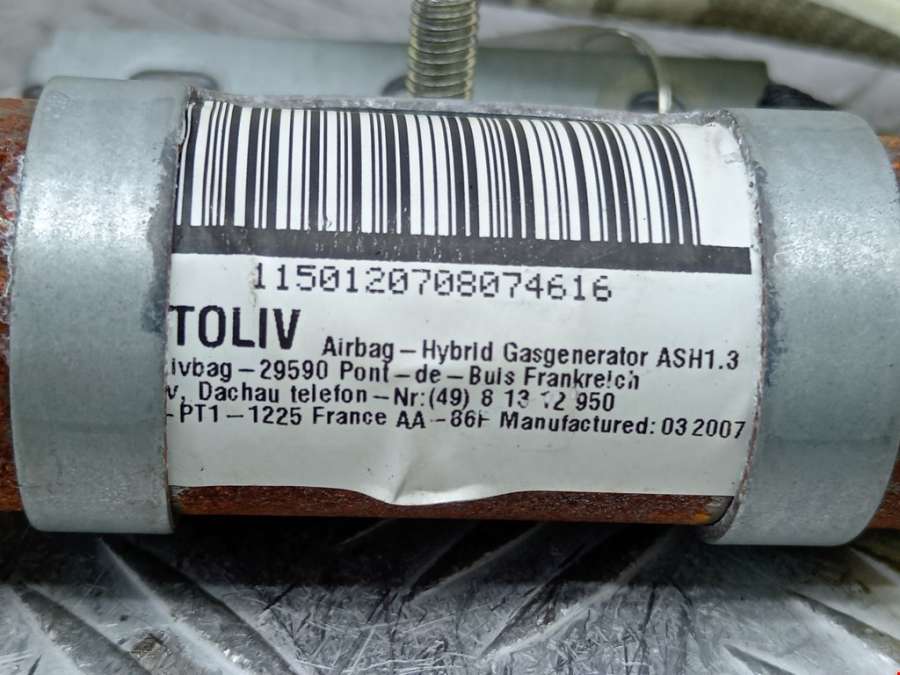 1150120708074616
TOLIV
Airbag-Hybrid Gasgenerator ASH1.3
ivbag-29590 Pont-de-Buis Frankreich
v, Dachau telefon-Nr:(49) 8 13 12 950
-PT1-1225 France AA-86F Manufactured: 03 2007